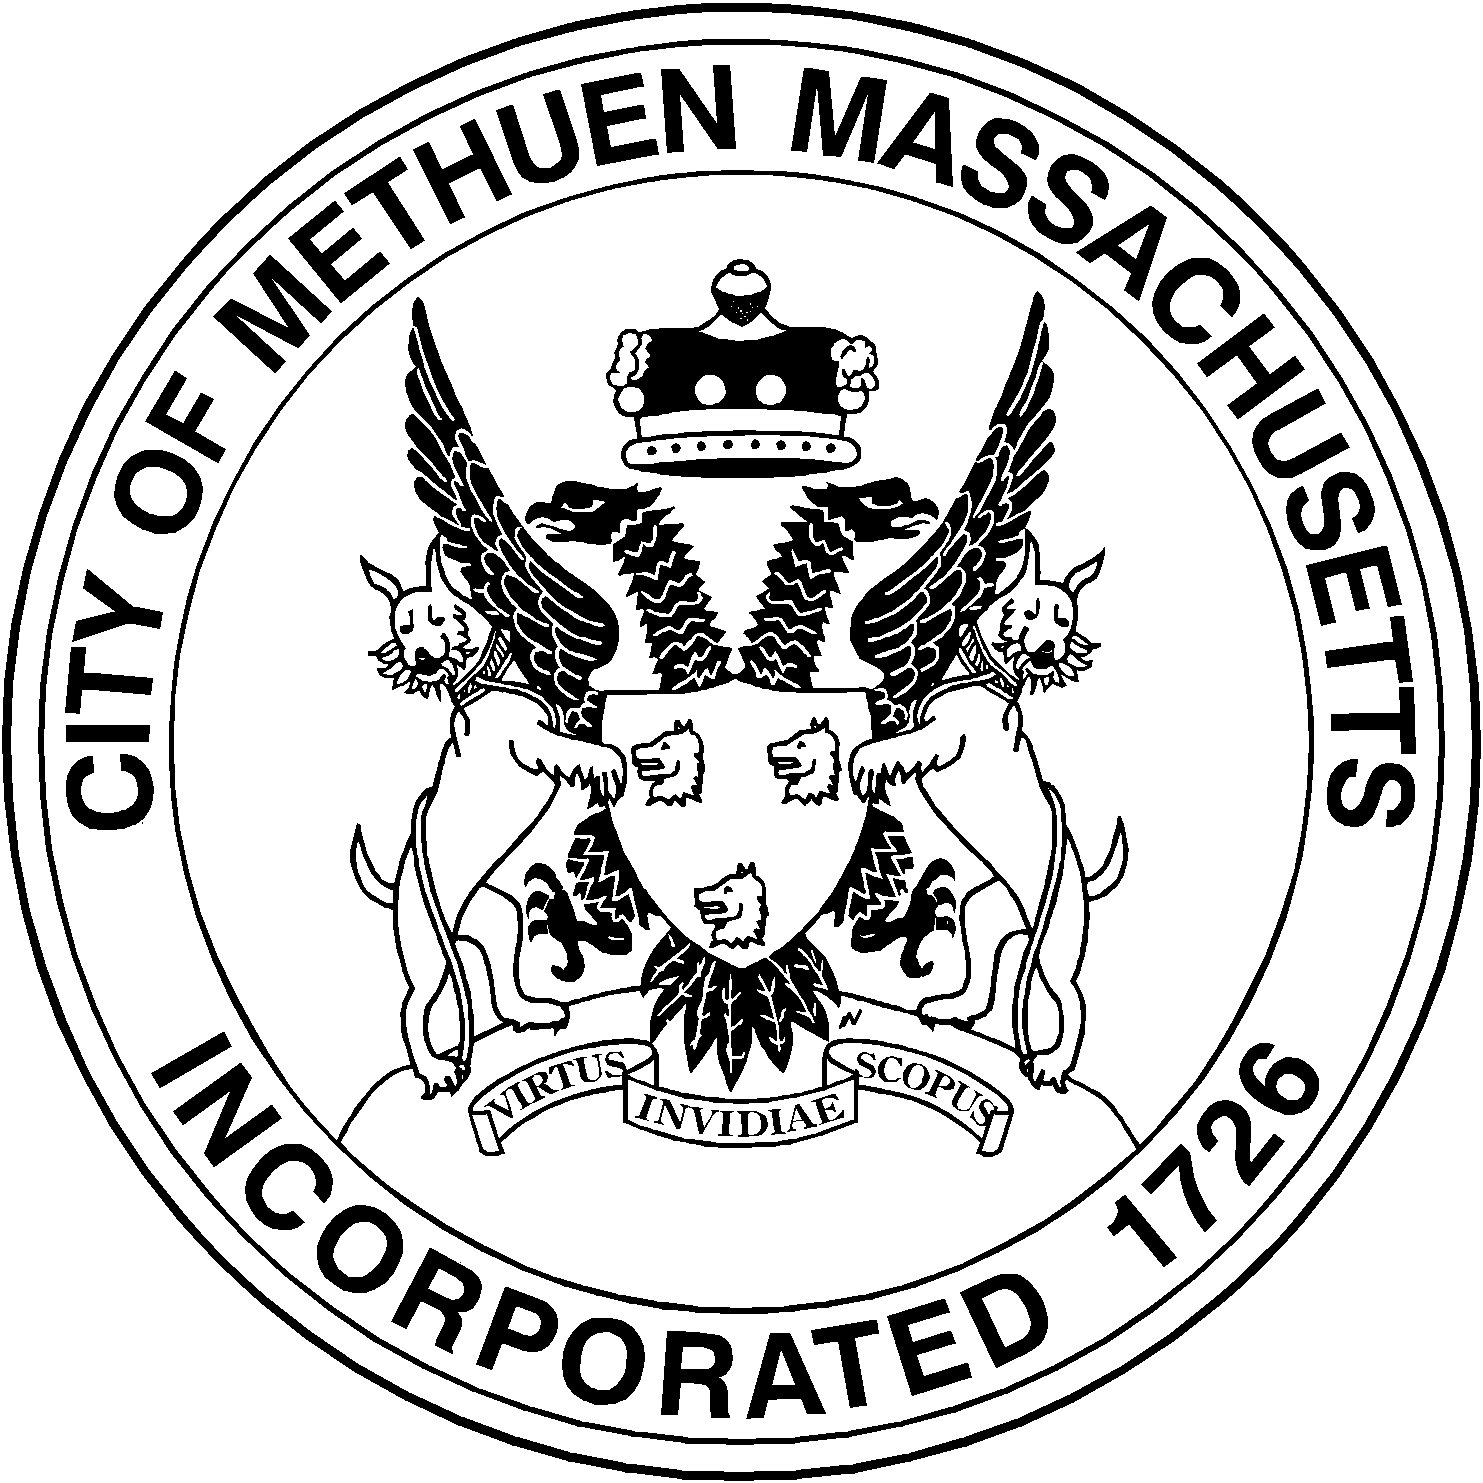 CITY OF METHUEN MASSACHUSETTS
VIRTUS INVIDIAE SCOPUS
INCORPORATED 1726